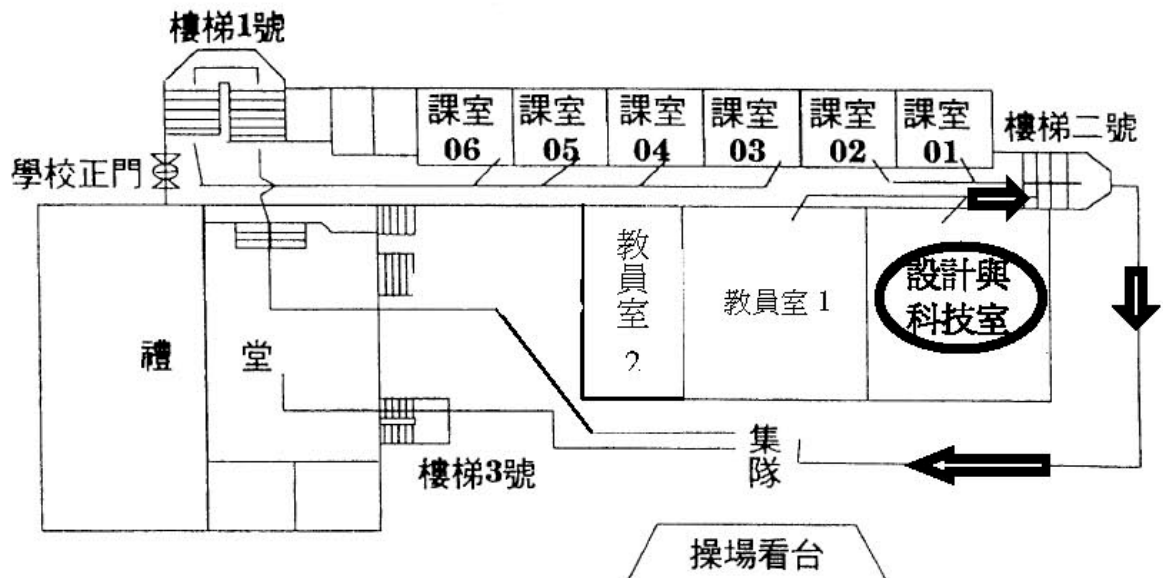 樓梯1號
課室
06
課室
05
課室
04
課室
03
課室
02
課室
01
樓梯二號
學校正門
教員室 2
教員室 1
設計與
科技室
禮 堂
樓梯3號
集隊
操場看台